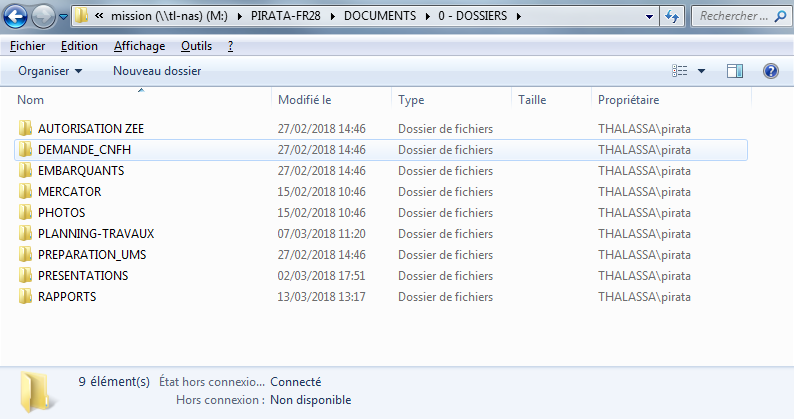 « mission (\\tl-nas) (M:) ▸ PIRATA-FR28 ▸ DOCUMENTS ▸ 0 - DOSSIERS ▸ Rechercher ...
Fichier Edition Affichage Outils ?
Organiser Nouveau dossier
Nom Modifié le Type Taille Propriétaire
AUTORISATION ZEE 27/02/2018 14:46 Dossier de fichiers THALASSA\pirata
DEMANDE_CNFH 27/02/2018 14:46 Dossier de fichiers THALASSA\pirata
EMBARQUANTS 27/02/2018 14:46 Dossier de fichiers THALASSA\pirata
MERCATOR 15/02/2018 10:46 Dossier de fichiers THALASSA\pirata
PHOTOS 15/02/2018 10:46 Dossier de fichiers THALASSA\pirata
PLANNING-TRAVAUX 07/03/2018 11:20 Dossier de fichiers THALASSA\pirata
PREPARATION_UMS 27/02/2018 14:46 Dossier de fichiers THALASSA\pirata
PRESENTATIONS 02/03/2018 17:51 Dossier de fichiers THALASSA\pirata
RAPPORTS 13/03/2018 13:17 Dossier de fichiers THALASSA\pirata
9 élément(s) État hors connexio... Connecté
Hors connexion : Non disponible